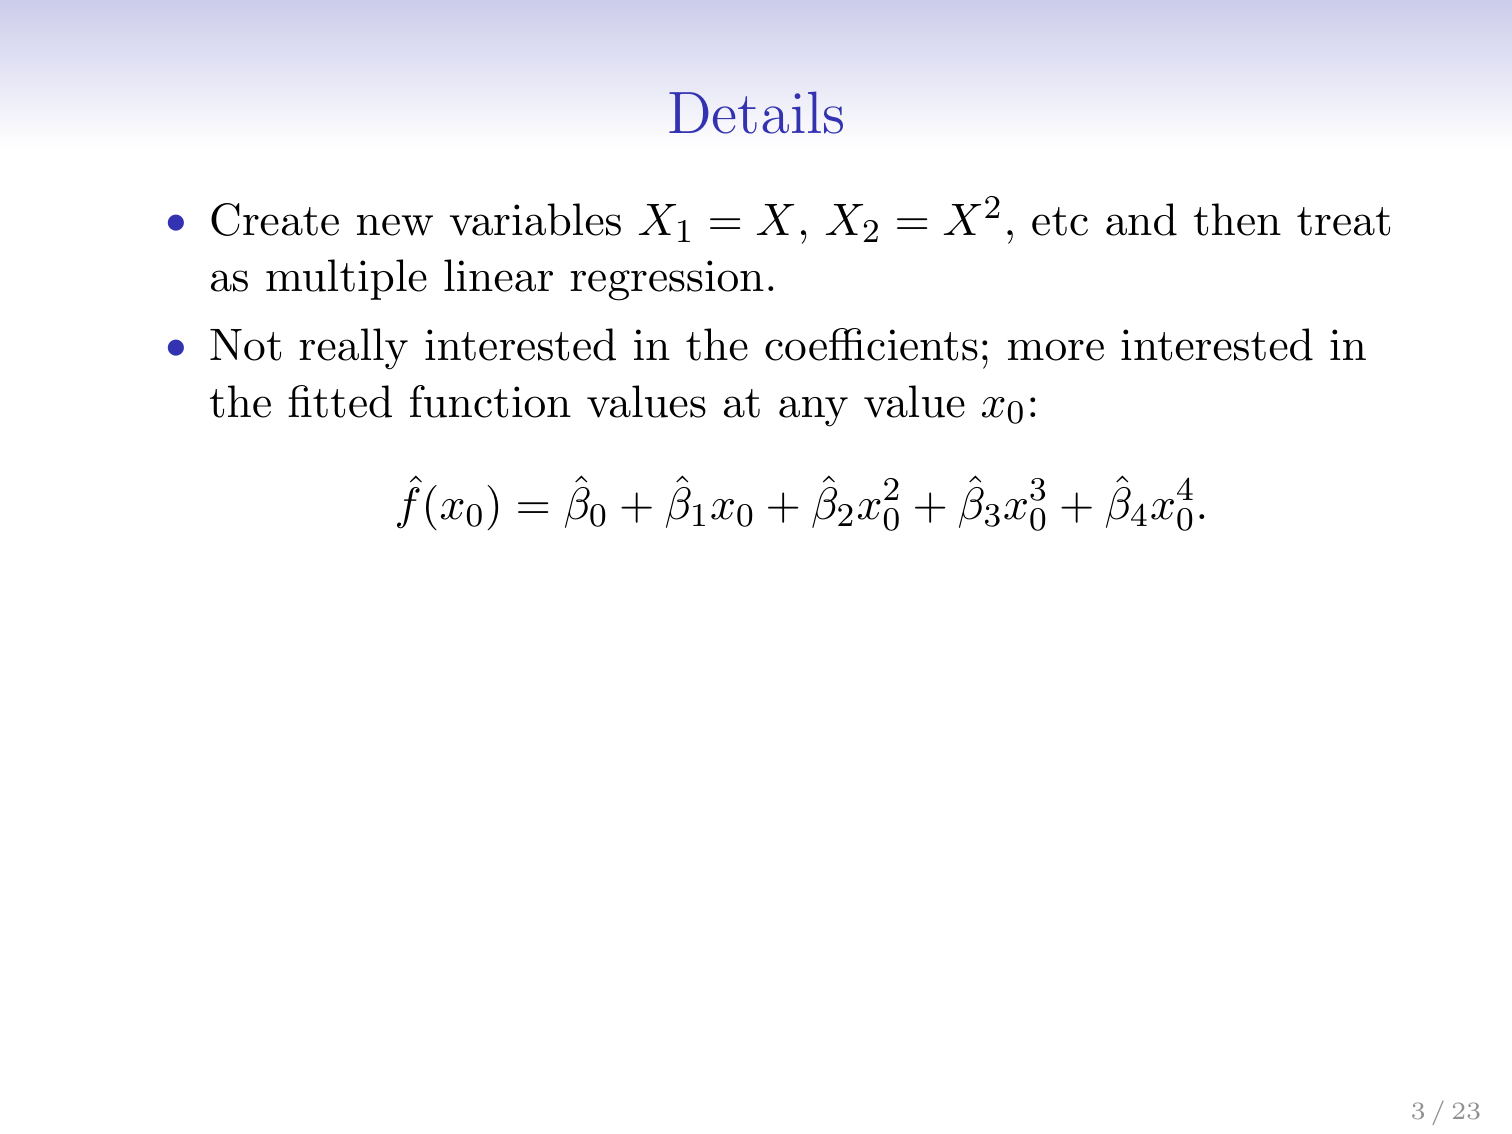 Details
• Create new variables X₁ = X, X₂ = X², etc and then treat
as multiple linear regression.
• Not really interested in the coefficients; more interested in
the fitted function values at any value x₀:
f̂(x₀) = β̂₀ + β̂₁x₀ + β̂₂x₀² + β̂₃x₀³ + β̂₄x₀⁴.
3 / 23